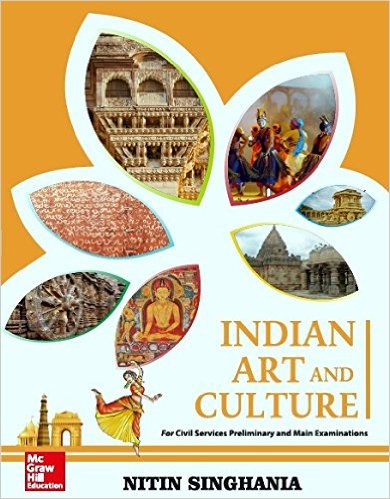 INDIAN
ART AND
CULTURE
For Civil Services Preliminary and Main Examinations
Mc
Graw
Hill
Education
NITIN SINGHANIA